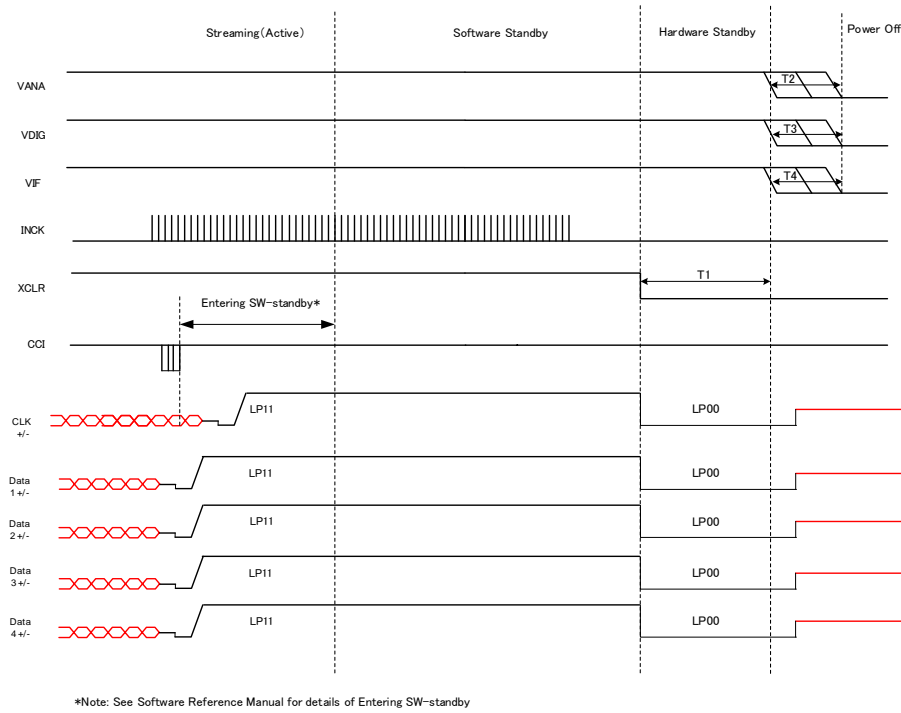 Streaming(Active) Software Standby Hardware Standby Power Off
VANA T2
VDIG T3
VIF T4
INCK
XCLR T1
Entering SW-standby*
CCI
CLK +/- LP11 LP00
Data 1+/- LP11 LP00
Data 2+/- LP11 LP00
Data 3+/- LP11 LP00
Data 4+/- LP11 LP00
*Note: See Software Reference Manual for details of Entering SW-standby